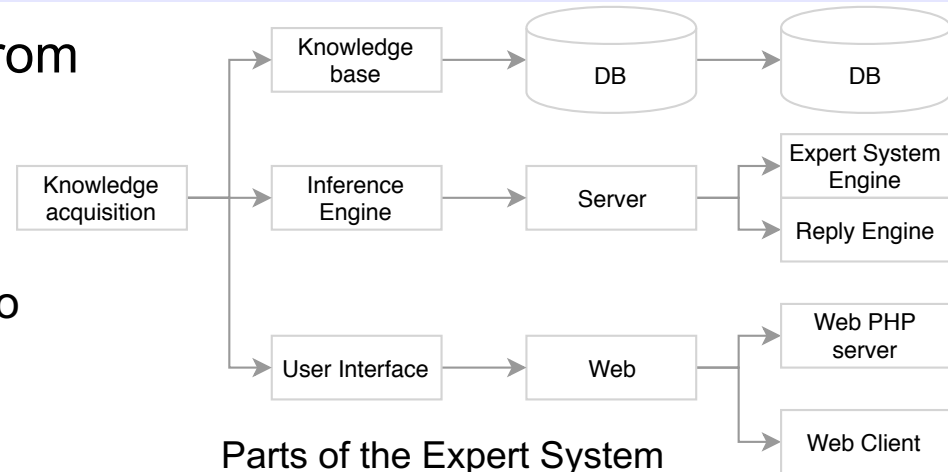 rom
o
Knowledge
acquisition
Knowledge
base
DB
DB
Inference
Engine
Server
Expert System
Engine
Reply Engine
User Interface
Web
Web PHP
server
Web Client
Parts of the Expert System